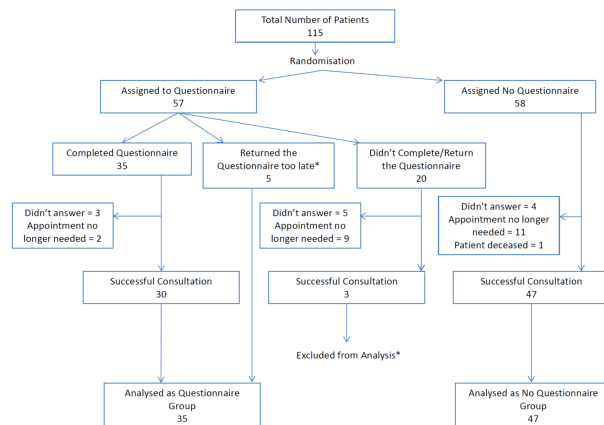 Total Number of Patients
115
Randomisation
Assigned to Questionnaire
57
Assigned No Questionnaire
58
Completed Questionnaire
35
Returned the
Questionnaire too late*
5
Didn't Complete/Return
the Questionnaire
20
Didn't answer = 3
Appointment no
longer needed = 2
Didn't answer = 5
Appointment no
longer needed = 9
Didn't answer = 4
Appointment no longer
needed = 11
Patient deceased = 1
Successful Consultation
30
Successful Consultation
3
Successful Consultation
47
Excluded from Analysis*
Analysed as Questionnaire
Group
35
Analysed as No Questionnaire
Group
47